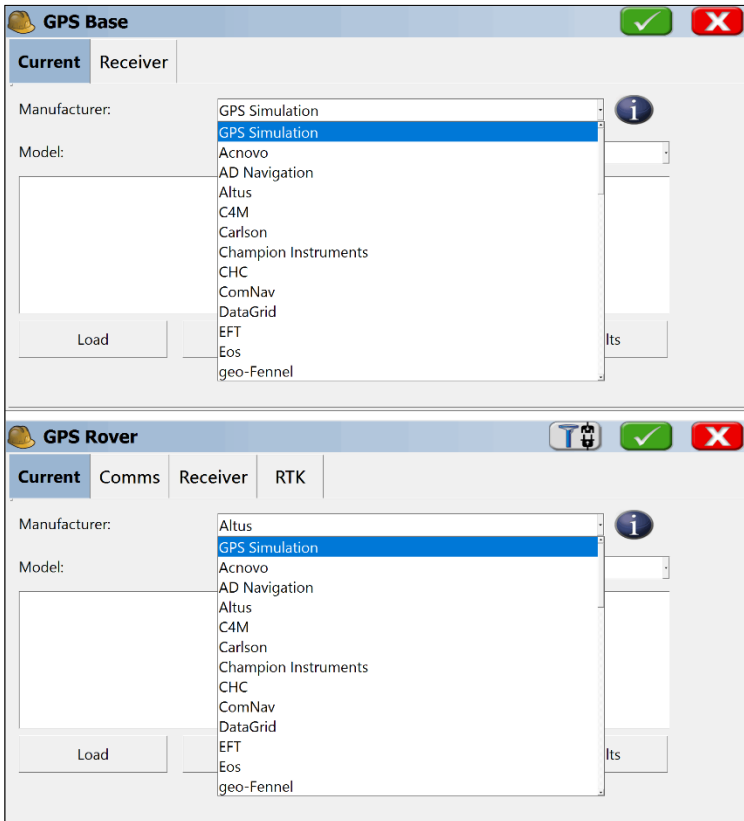 GPS Base
Current Receiver
Manufacturer: GPS Simulation
GPS Simulation
Model: Acnovo
AD Navigation
Altus
C4M
Carlson
Champion Instruments
CHC
ComNav
DataGrid
Load EFT lts
Eos
geo-Fennel
GPS Rover
Current Comms Receiver RTK
Manufacturer: Altus
GPS Simulation
Model: Acnovo
AD Navigation
Altus
C4M
Carlson
Champion Instruments
CHC
ComNav
DataGrid
Load EFT lts
Eos
geo-Fennel